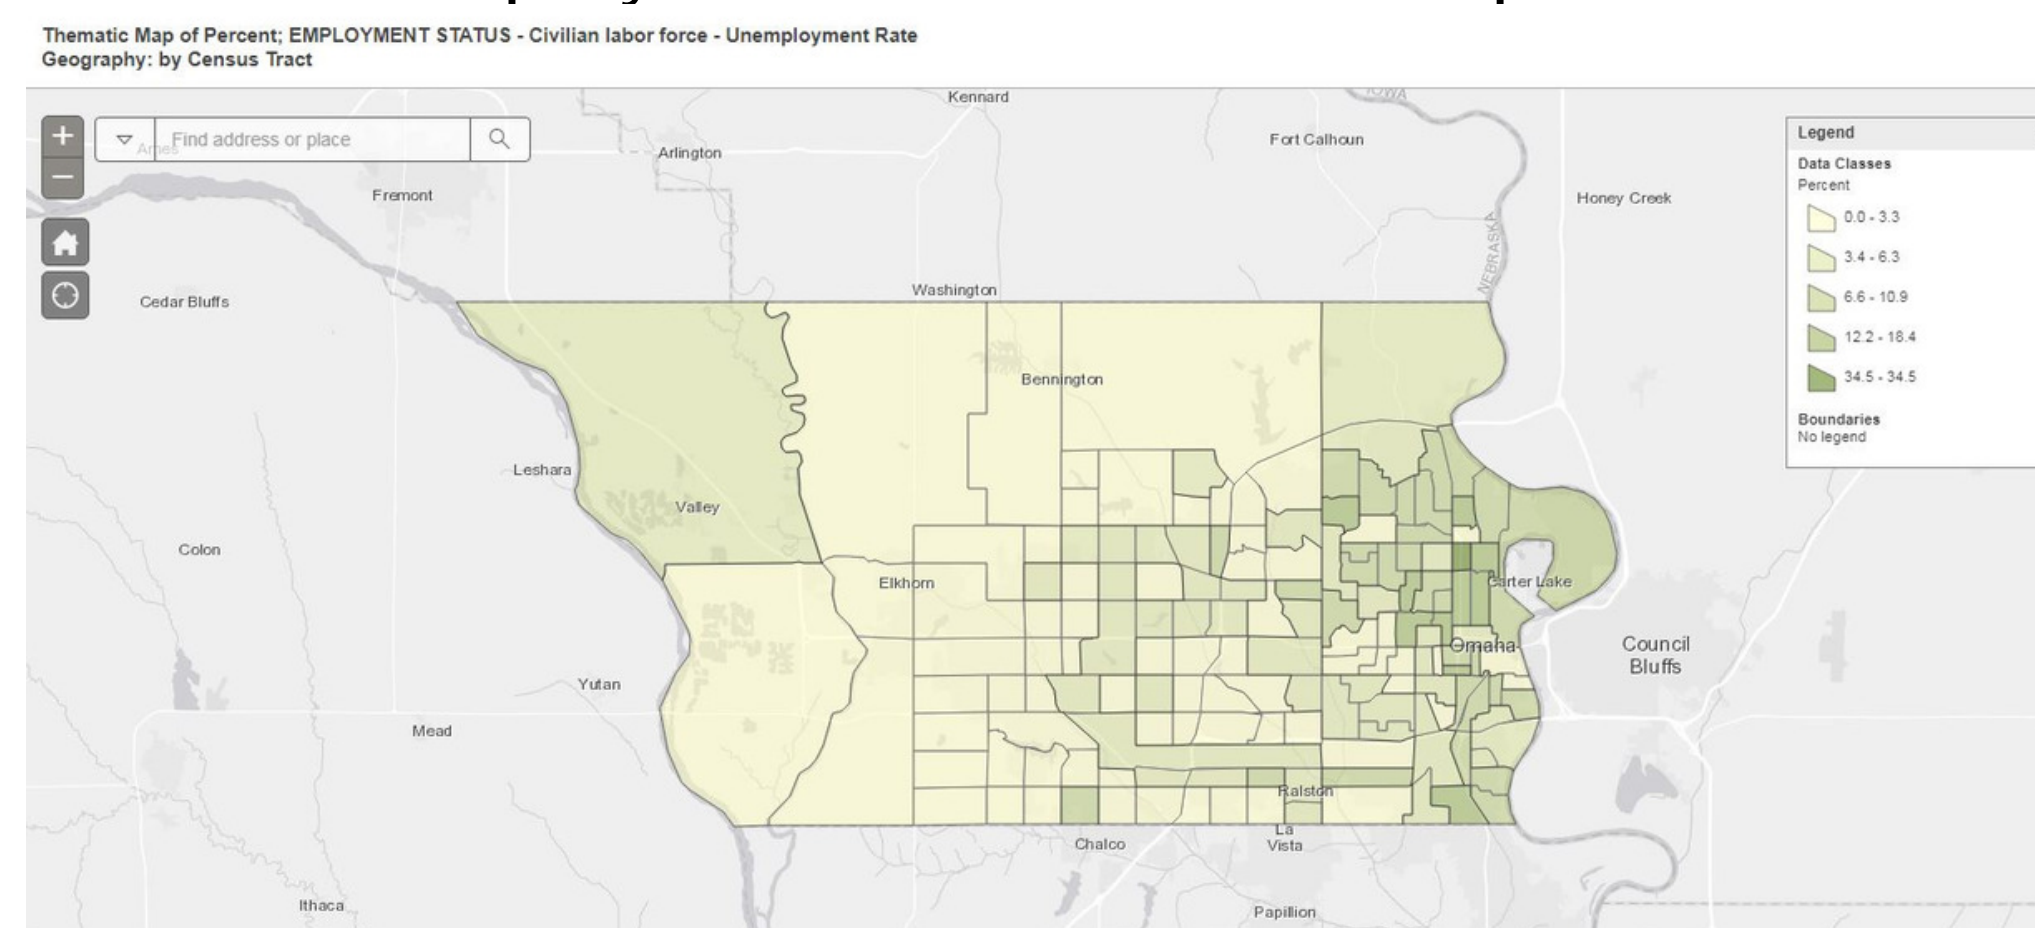 Thematic Map of Percent; EMPLOYMENT STATUS - Civilian labor force - Unemployment Rate
Geography: by Census Tract
Kennard
IOWA
+
Find address or place
Ames
Arlington
Fort Calhoun
Legend
Data Classes
Percent
0.0 - 3.3
3.4 - 6.3
6.6 - 10.9
12.2 - 18.4
34.5 - 34.5
Boundaries
No legend
−
Fremont
Honey Creek
NEBRASKA
Cedar Bluffs
Washington
Bennington
Leshara
Valley
Colon
Elkhorn
Carter Lake
Omaha
Council
Bluffs
Yutan
Mead
Ralston
La
Vista
Chalco
Ithaca
Papillion